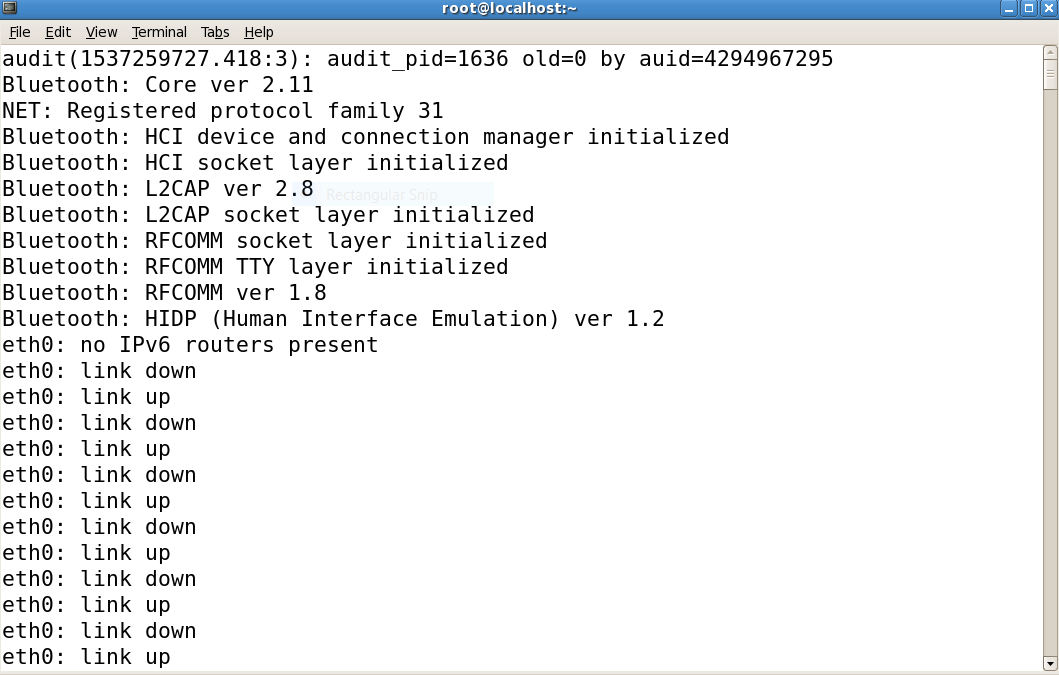 root@localhost:~
File Edit View Terminal Tabs Help
audit(1537259727.418:3): audit_pid=1636 old=0 by auid=4294967295
Bluetooth: Core ver 2.11
NET: Registered protocol family 31
Bluetooth: HCI device and connection manager initialized
Bluetooth: HCI socket layer initialized
Bluetooth: L2CAP ver 2.8
Rectangular Snip
Bluetooth: L2CAP socket layer initialized
Bluetooth: RFCOMM socket layer initialized
Bluetooth: RFCOMM TTY layer initialized
Bluetooth: RFCOMM ver 1.8
Bluetooth: HIDP (Human Interface Emulation) ver 1.2
eth0: no IPv6 routers present
eth0: link down
eth0: link up
eth0: link down
eth0: link up
eth0: link down
eth0: link up
eth0: link down
eth0: link up
eth0: link down
eth0: link up
eth0: link down
eth0: link up